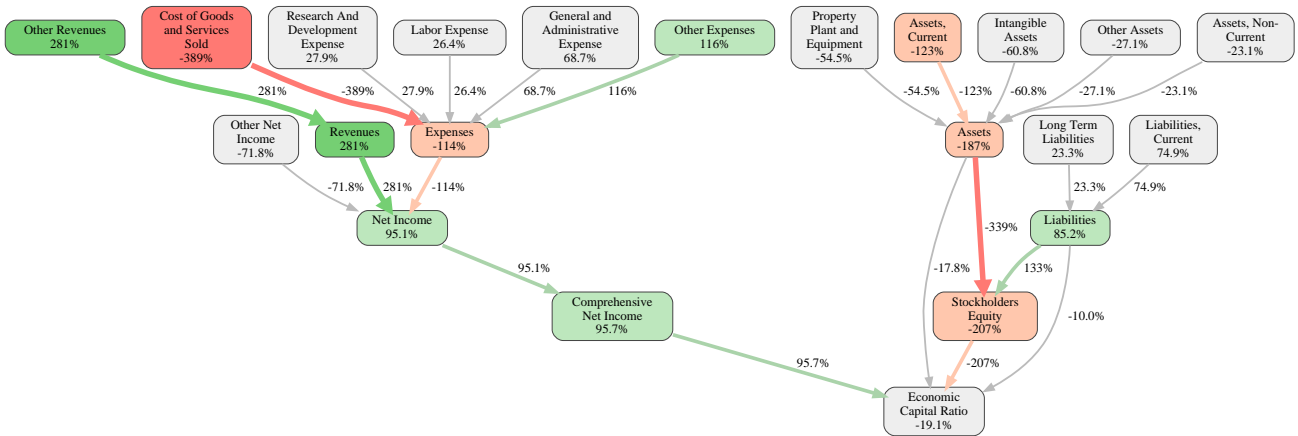 Other Revenues
281%
Cost of Goods
and Services
Sold
-389%
Research And
Development
Expense
27.9%
Labor Expense
26.4%
General and
Administrative
Expense
68.7%
Other Expenses
116%
Property
Plant and
Equipment
-54.5%
Assets,
Current
-123%
Intangible
Assets
-60.8%
Other Assets
-27.1%
Assets, Non-
Current
-23.1%
281%
-389%
27.9%
26.4%
68.7%
116%
-54.5%
-123%
-60.8%
-27.1%
-23.1%
Other Net
Income
-71.8%
Revenues
281%
Expenses
-114%
Assets
-187%
Long Term
Liabilities
23.3%
Liabilities,
Current
74.9%
-71.8%
281%
-114%
23.3%
74.9%
Net Income
95.1%
-339%
Liabilities
85.2%
95.1%
-17.8%
133%
Comprehensive
Net Income
95.7%
Stockholders
Equity
-207%
-10.0%
95.7%
-207%
Economic
Capital Ratio
-19.1%